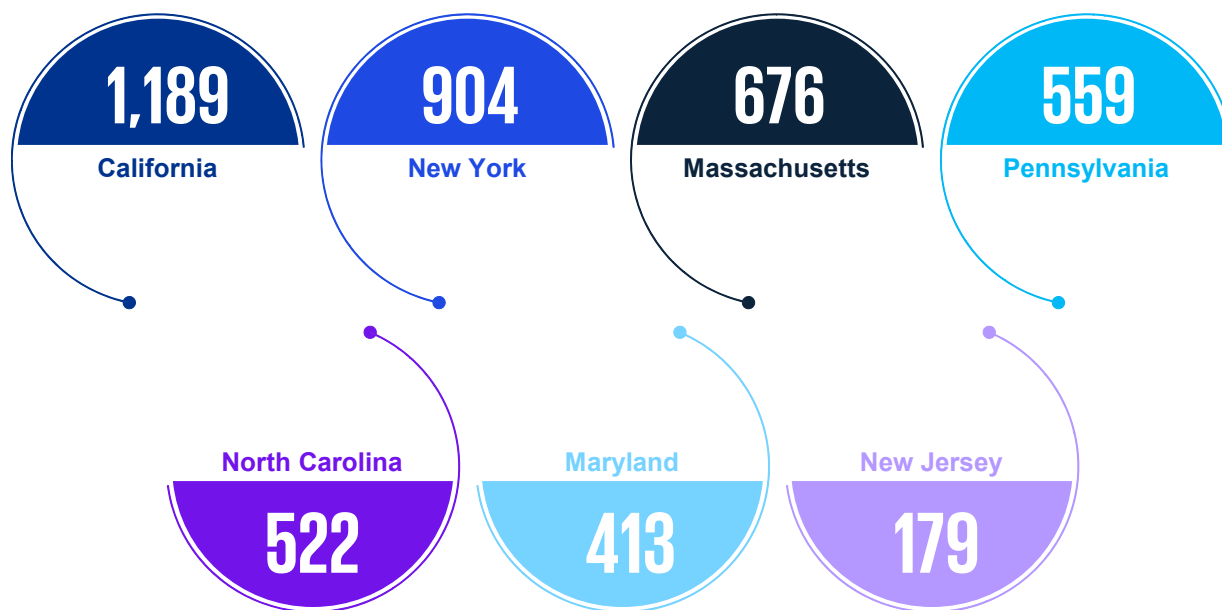 1,189
California
904
New York
676
Massachusetts
559
Pennsylvania
North Carolina
522
Maryland
413
New Jersey
179